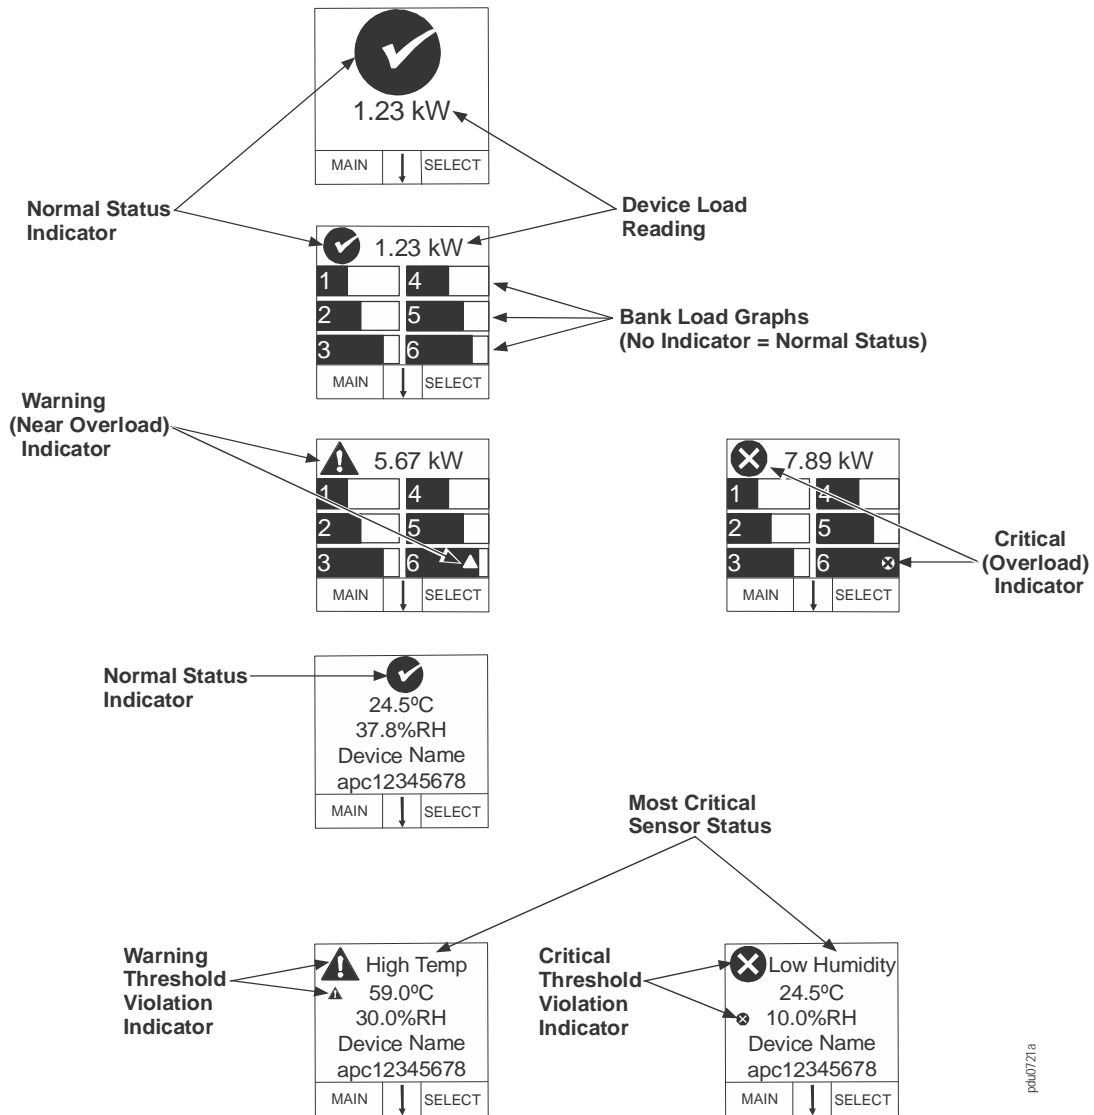 1.23 kW
MAIN SELECT
Normal Status
Indicator
Device Load
Reading
1.23 kW
1 4
2 5
3 6
MAIN SELECT
Bank Load Graphs
(No Indicator = Normal Status)
Warning
(Near Overload)
Indicator
5.67 kW
1 4
2 5
3 6
MAIN SELECT
7.89 kW
1 4
2 5
3 6
MAIN SELECT
Critical
(Overload)
Indicator
Normal Status
Indicator
24.5ºC
37.8%RH
Device Name
apc12345678
MAIN SELECT
Most Critical
Sensor Status
Warning
Threshold
Violation
Indicator
High Temp
59.0ºC
30.0%RH
Device Name
apc12345678
MAIN SELECT
Critical
Threshold
Violation
Indicator
Low Humidity
24.5ºC
10.0%RH
Device Name
apc12345678
MAIN SELECT
pdu0721a